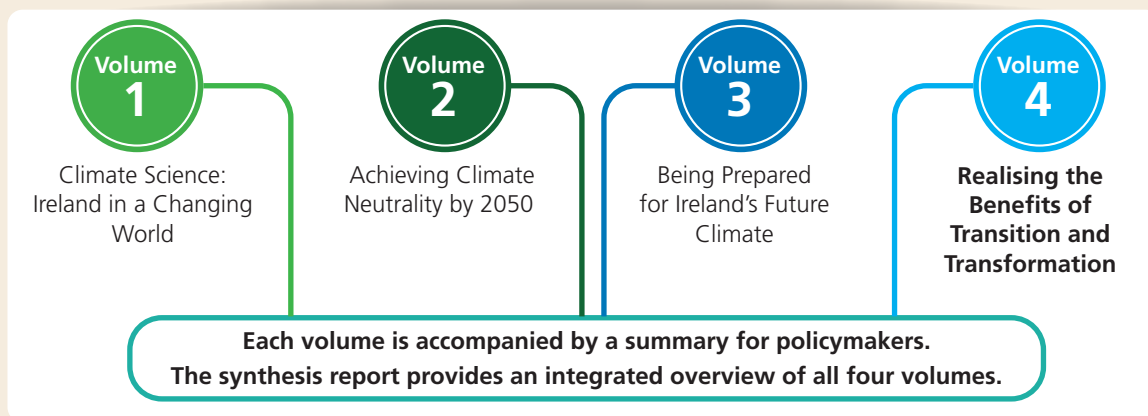 Volume
1
Climate Science:
Ireland in a Changing
World
Volume
2
Achieving Climate
Neutrality by 2050
Volume
3
Being Prepared
for Ireland’s Future
Climate
Volume
4
Realising the
Benefits of
Transition and
Transformation
Each volume is accompanied by a summary for policymakers.
The synthesis report provides an integrated overview of all four volumes.